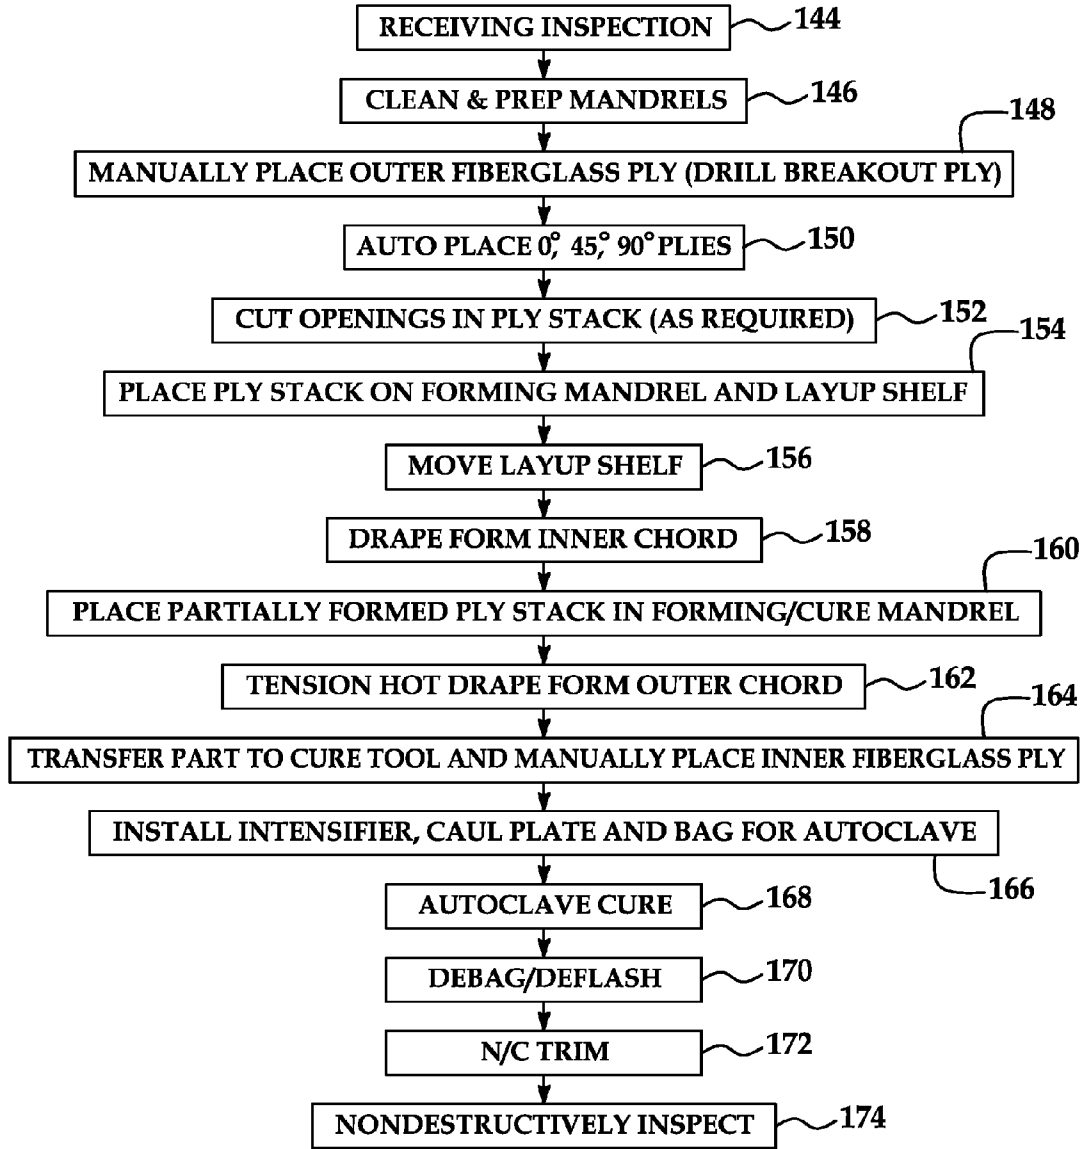 RECEIVING INSPECTION 144
CLEAN & PREP MANDRELS 146
148
MANUALLY PLACE OUTER FIBERGLASS PLY (DRILL BREAKOUT PLY)
AUTO PLACE 0°, 45°, 90° PLIES 150
CUT OPENINGS IN PLY STACK (AS REQUIRED) 152
154
PLACE PLY STACK ON FORMING MANDREL AND LAYUP SHELF
MOVE LAYUP SHELF 156
DRAPE FORM INNER CHORD 158
160
PLACE PARTIALLY FORMED PLY STACK IN FORMING/CURE MANDREL
TENSION HOT DRAPE FORM OUTER CHORD 162
164
TRANSFER PART TO CURE TOOL AND MANUALLY PLACE INNER FIBERGLASS PLY
INSTALL INTENSIFIER, CAUL PLATE AND BAG FOR AUTOCLAVE
166
AUTOCLAVE CURE 168
DEBAG/DEFLASH 170
N/C TRIM 172
NONDESTRUCTIVELY INSPECT 174